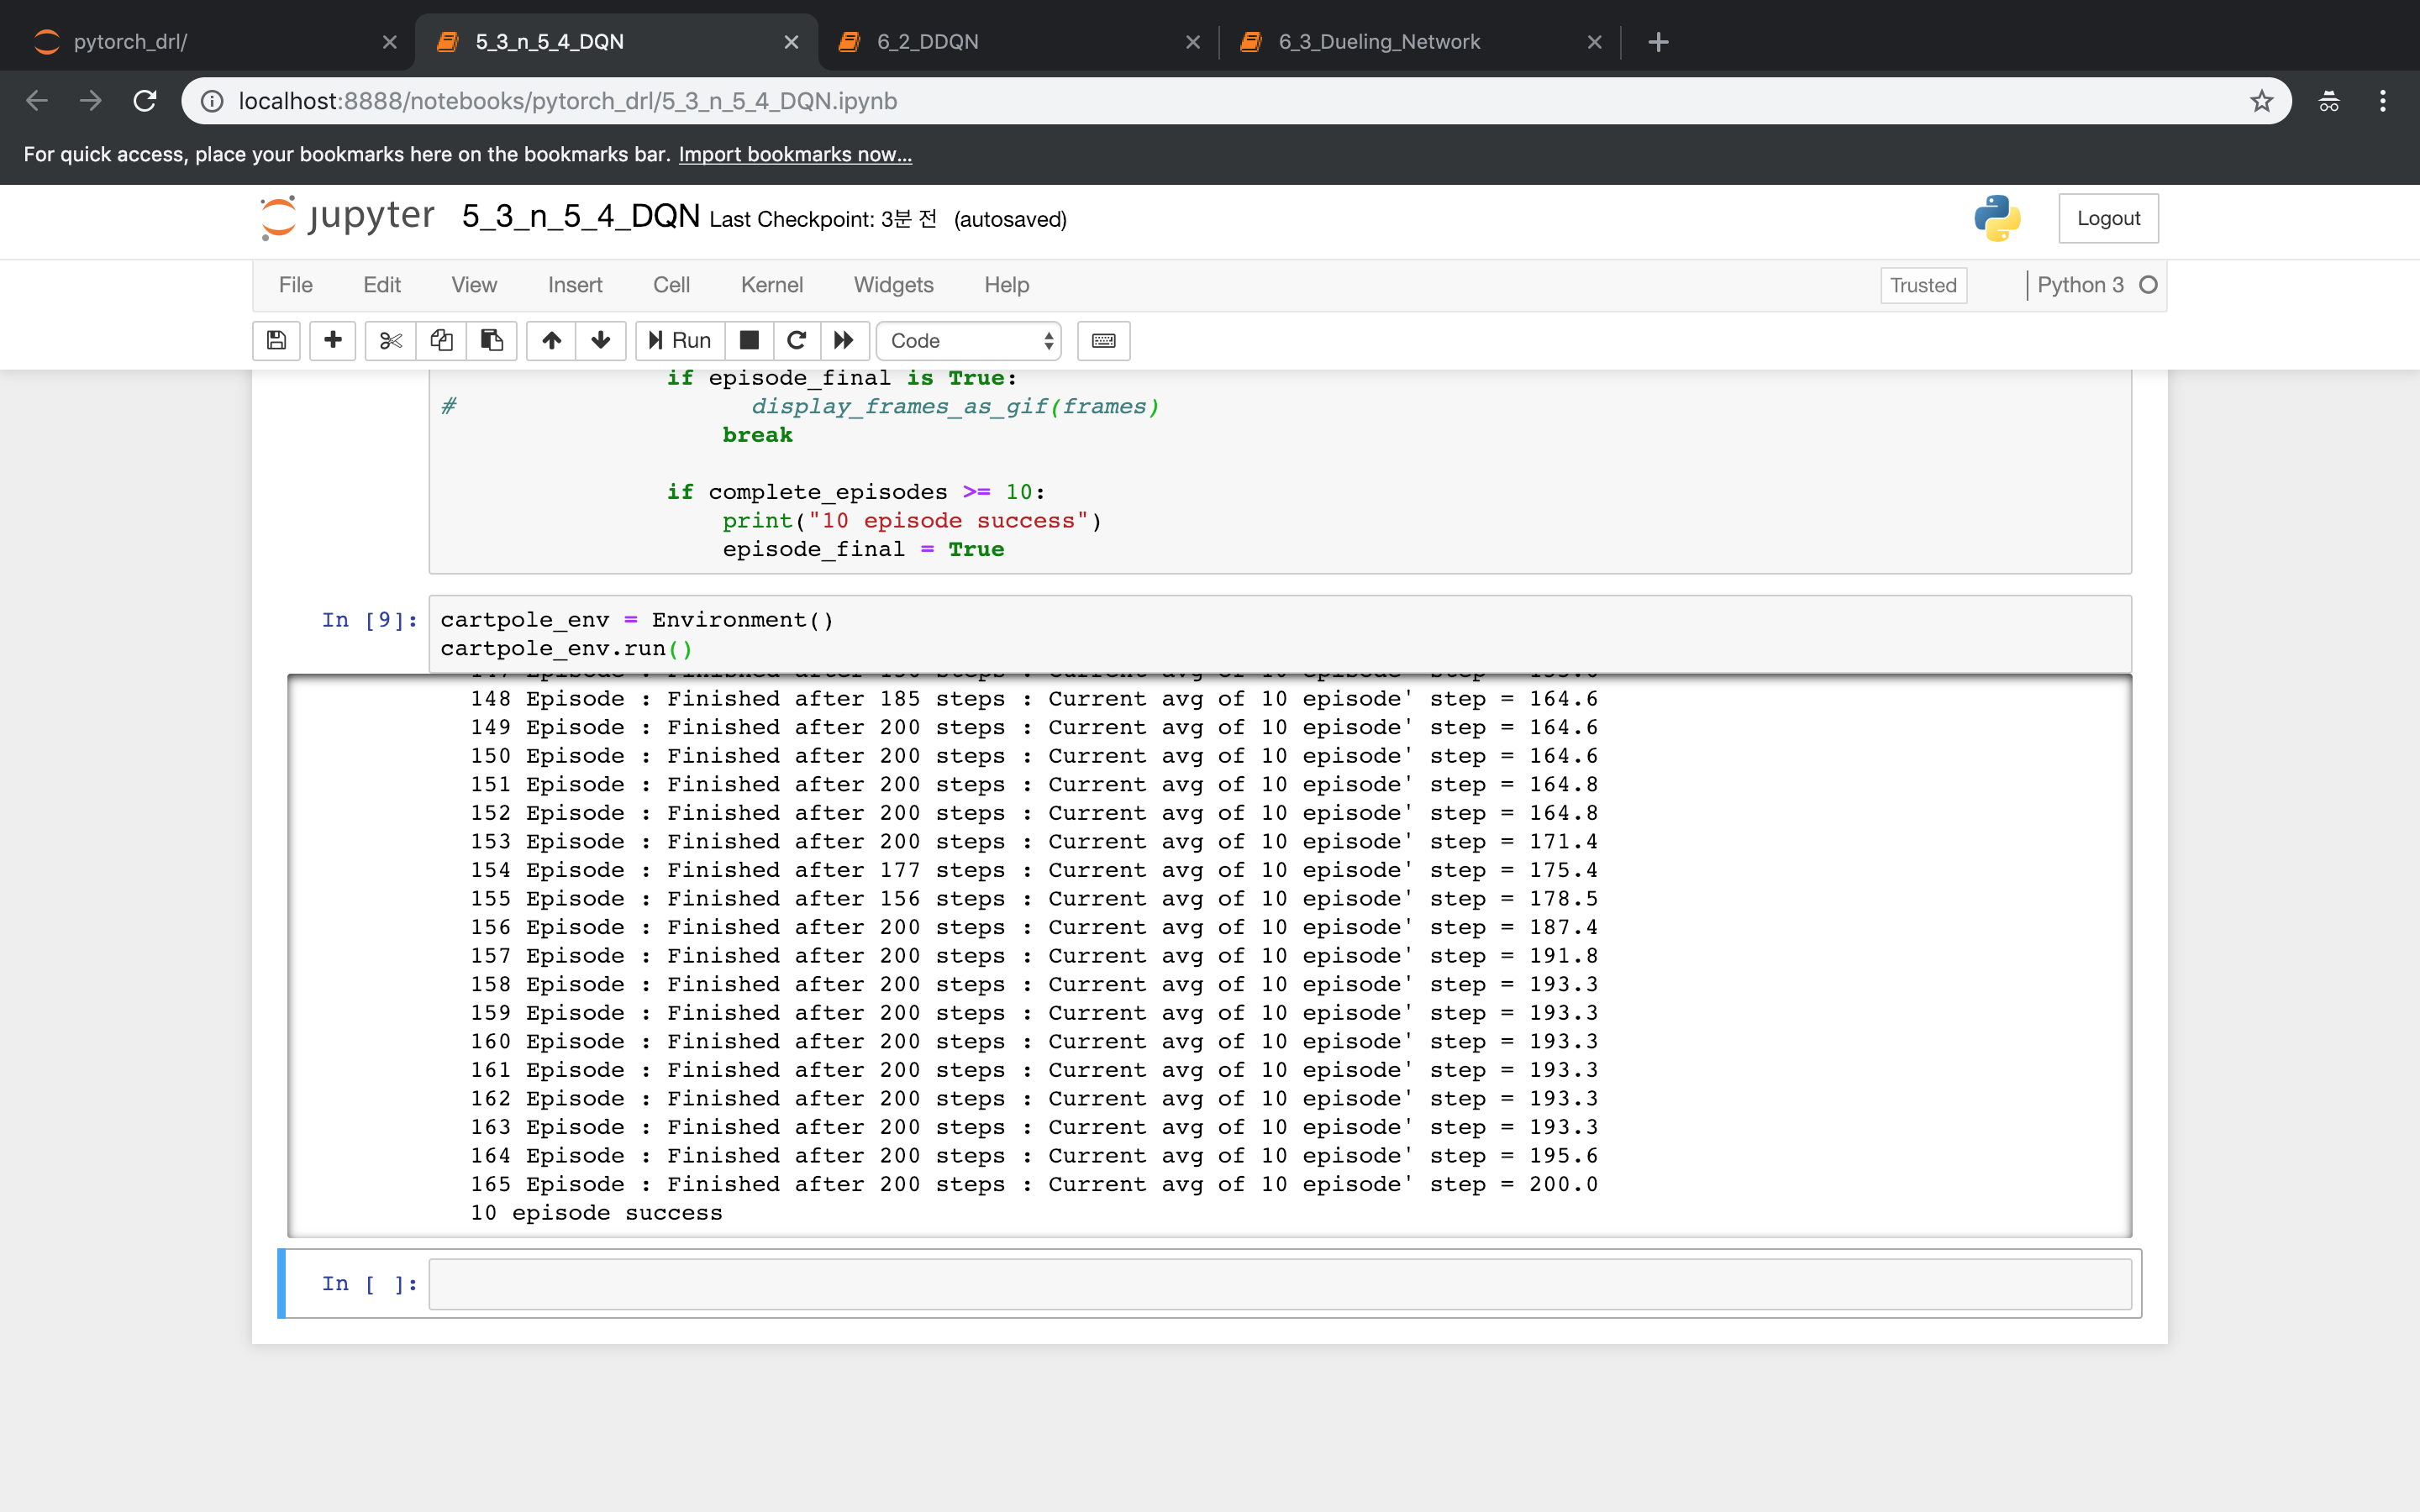 pytorch_drl/
5_3_n_5_4_DQN
6_2_DDQN
6_3_Dueling_Network
localhost:8888/notebooks/pytorch_drl/5_3_n_5_4_DQN.ipynb
For quick access, place your bookmarks here on the bookmarks bar. Import bookmarks now...
jupyter 5_3_n_5_4_DQN Last Checkpoint: 3분 전 (autosaved)
Logout
File Edit View Insert Cell Kernel Widgets Help
Trusted
Python 3
Run
Code
if episode_final is True:
# display_frames_as_gif(frames)
break
if complete_episodes >= 10:
print("10 episode success")
episode_final = True
In [9]: cartpole_env = Environment()
cartpole_env.run()
148 Episode : Finished after 185 steps : Current avg of 10 episode' step = 164.6
149 Episode : Finished after 200 steps : Current avg of 10 episode' step = 164.6
150 Episode : Finished after 200 steps : Current avg of 10 episode' step = 164.6
151 Episode : Finished after 200 steps : Current avg of 10 episode' step = 164.8
152 Episode : Finished after 200 steps : Current avg of 10 episode' step = 164.8
153 Episode : Finished after 200 steps : Current avg of 10 episode' step = 171.4
154 Episode : Finished after 177 steps : Current avg of 10 episode' step = 175.4
155 Episode : Finished after 156 steps : Current avg of 10 episode' step = 178.5
156 Episode : Finished after 200 steps : Current avg of 10 episode' step = 187.4
157 Episode : Finished after 200 steps : Current avg of 10 episode' step = 191.8
158 Episode : Finished after 200 steps : Current avg of 10 episode' step = 193.3
159 Episode : Finished after 200 steps : Current avg of 10 episode' step = 193.3
160 Episode : Finished after 200 steps : Current avg of 10 episode' step = 193.3
161 Episode : Finished after 200 steps : Current avg of 10 episode' step = 193.3
162 Episode : Finished after 200 steps : Current avg of 10 episode' step = 193.3
163 Episode : Finished after 200 steps : Current avg of 10 episode' step = 193.3
164 Episode : Finished after 200 steps : Current avg of 10 episode' step = 195.6
165 Episode : Finished after 200 steps : Current avg of 10 episode' step = 200.0
10 episode success
In [ ]: